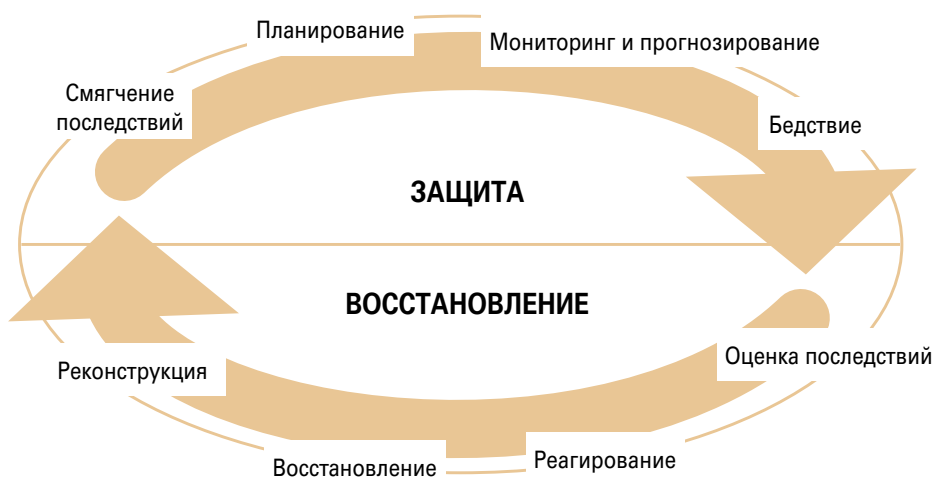 Планирование
Мониторинг и прогнозирование
Смягчение
последствий
Бедствие
ЗАЩИТА
ВОССТАНОВЛЕНИЕ
Реконструкция
Оценка последствий
Восстановление
Реагирование